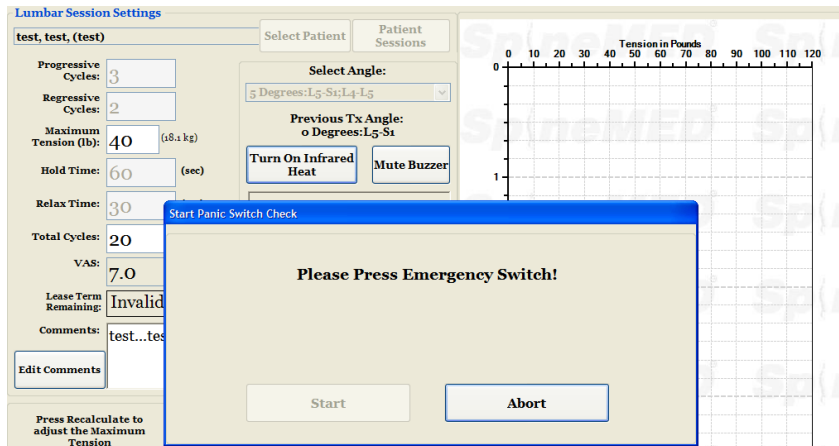 Lumbar Session Settings
test, test, (test)
Select Patient
Patient
Sessions
Progressive
Cycles:
3
Regressive
Cycles:
2
Maximum
Tension (lb):
40
(18.1 kg)
Hold Time:
60
(sec)
Relax Time:
30
Total Cycles:
20
VAS:
7.0
Lease Term
Remaining:
Invalid
Comments:
test...tes
Edit Comments
Press Recalculate to
adjust the Maximum
Tension
Select Angle:
5 Degrees:L5-S1;L4-L5
Previous Tx Angle:
0 Degrees:L5-S1
Turn On Infrared
Heat
Mute Buzzer
Start Panic Switch Check
Please Press Emergency Switch!
Start
Abort
SpineMED
Tension in Pounds
0 10 20 30 40 50 60 70 80 90 100 110 120
0
1
SpineMED